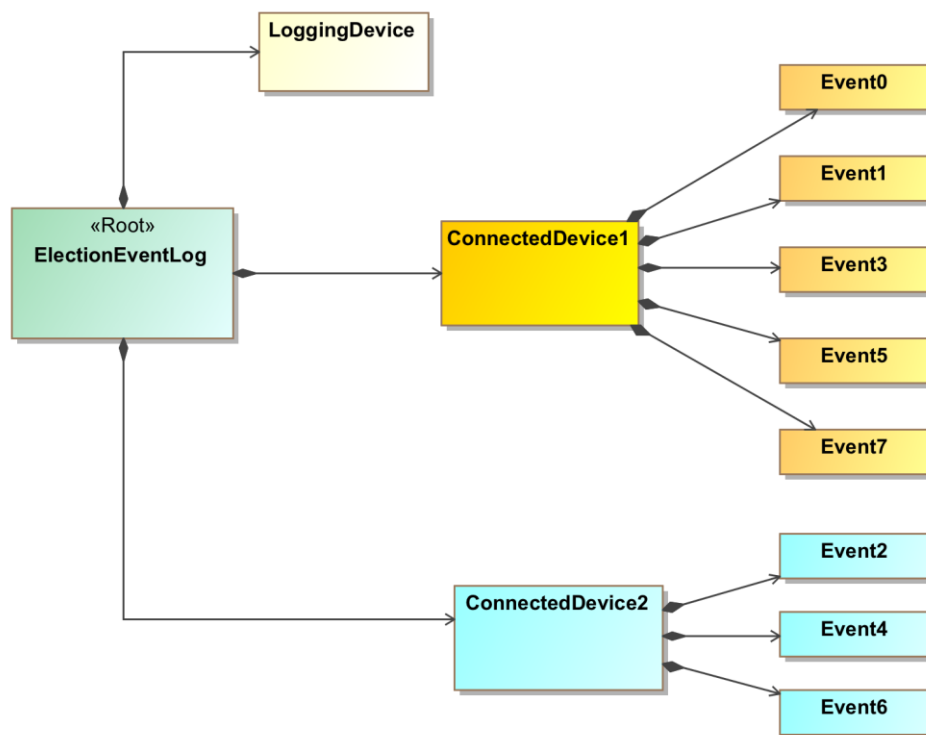 LoggingDevice
«Root»
ElectionEventLog
ConnectedDevice1
Event0
Event1
Event3
Event5
Event7
ConnectedDevice2
Event2
Event4
Event6